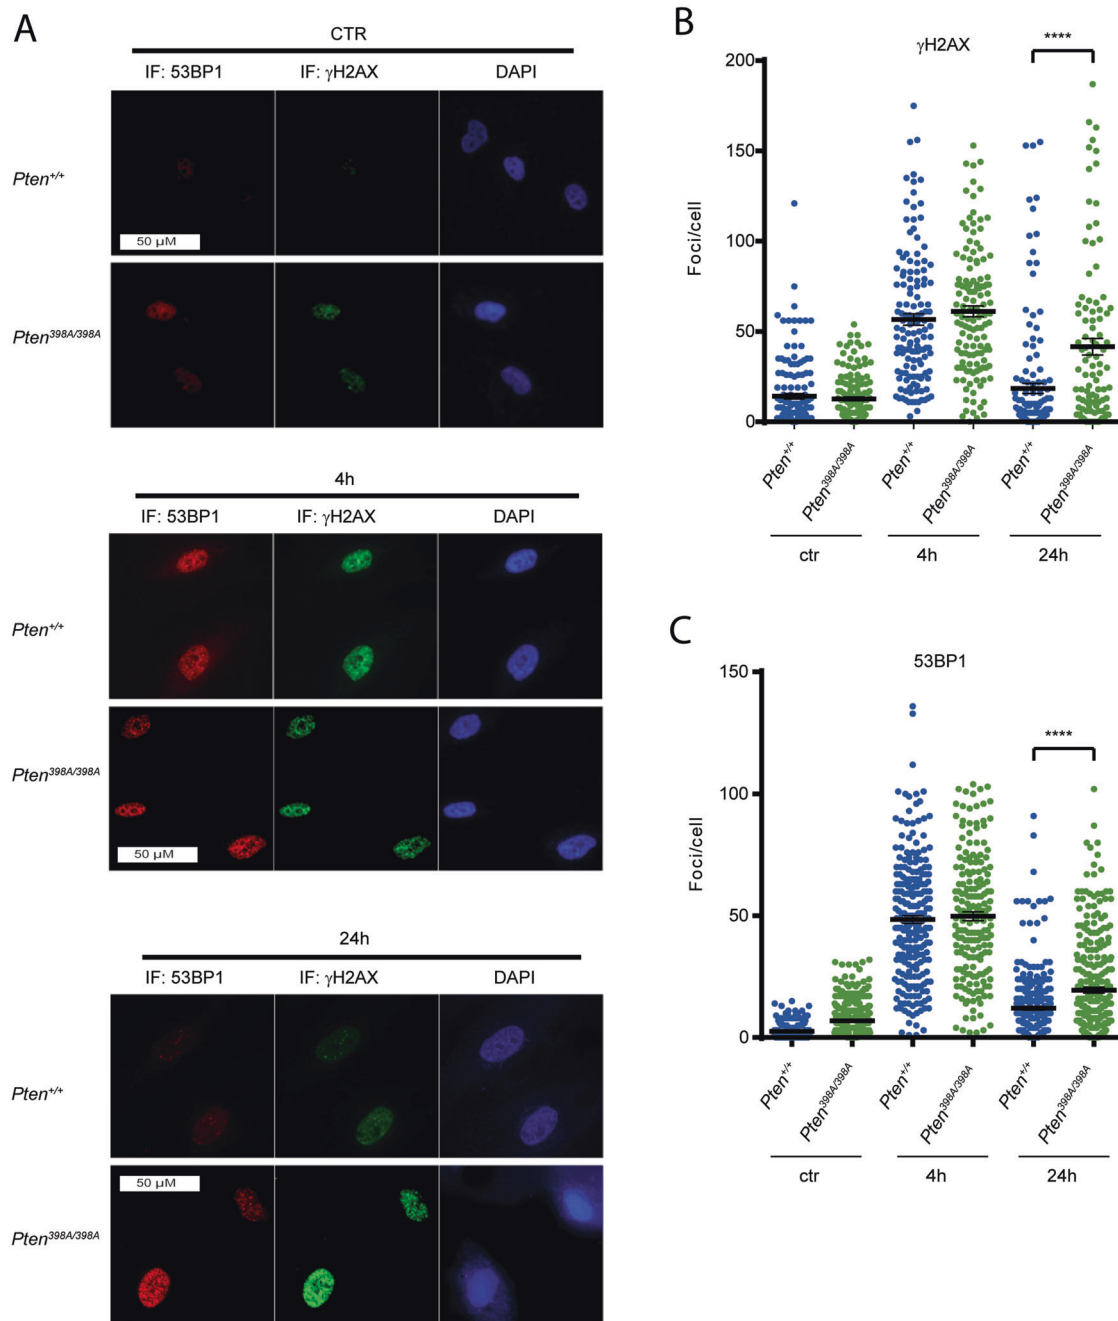 A
CTR
IF: 53BP1 IF: γH2AX DAPI
Pten+/+
50 µM
Pten398A/398A
4h
IF: 53BP1 IF: γH2AX DAPI
Pten+/+
Pten398A/398A
50 µM
24h
IF: 53BP1 IF: γH2AX DAPI
Pten+/+
50 µM
Pten398A/398A
B
γH2AX
****
200
150
100
50
0
Foci/cell
Pten+/+ Pten398A/398A Pten+/+ Pten398A/398A Pten+/+ Pten398A/398A
ctr 4h 24h
C
53BP1
****
150
100
50
0
Foci/cell
Pten+/+ Pten398A/398A Pten+/+ Pten398A/398A Pten+/+ Pten398A/398A
ctr 4h 24h